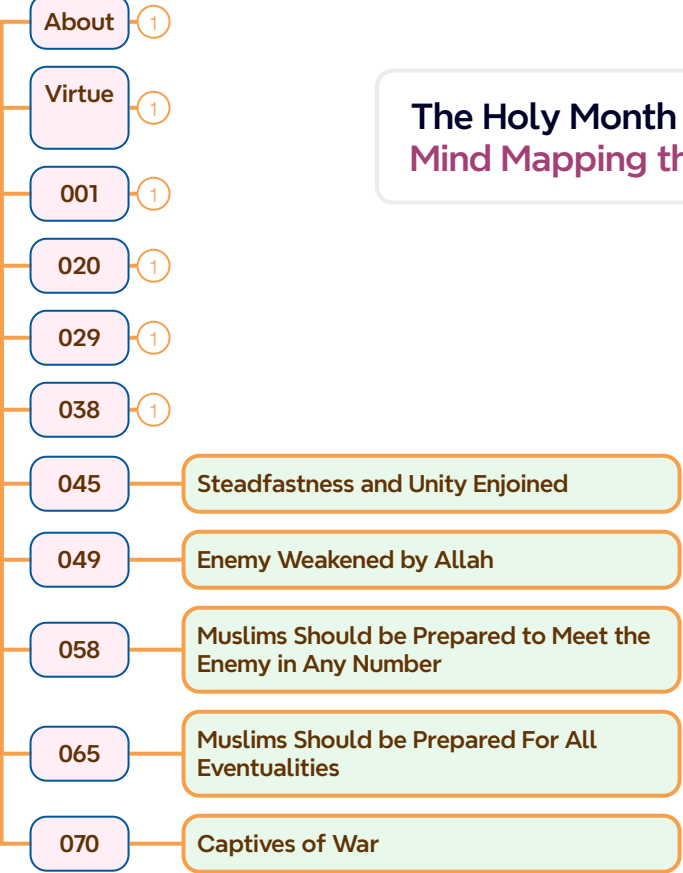 About 1
The Holy Month
Mind Mapping th
Virtue 1
001 1
020 1
029 1
038 1
045 Steadfastness and Unity Enjoined
049 Enemy Weakened by Allah
058 Muslims Should be Prepared to Meet the
Enemy in Any Number
065 Muslims Should be Prepared For All
Eventualities
070 Captives of War